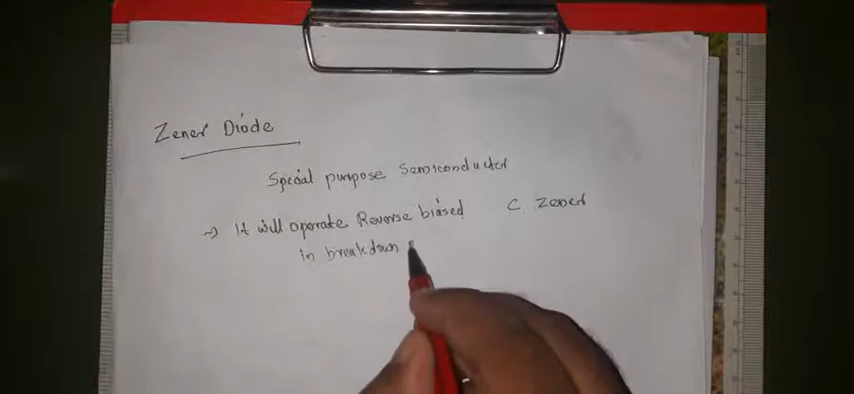 Zener Diode
Special purpose Semiconductor
→ It will operate Reverse biased C Zener
in breakdown